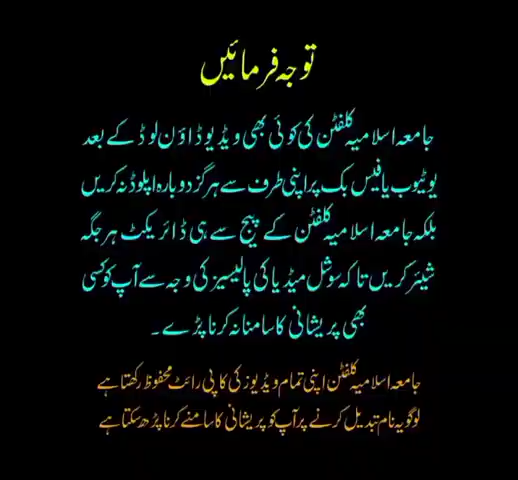 توجہ فرمائیں
جامعہ اسلامیہ کلفٹن کی کوئی بھی ویڈیو ڈاؤن لوڈ کے بعد
یوٹیوب یا فیس بک پر اپنی طرف سے ہرگز دوبارہ اپلوڈ نہ کریں
بلکہ جامعہ اسلامیہ کلفٹن کے پیج سے ہی ڈائریکٹ ہر جگہ
شیئر کریں تا کہ سوشل میڈیا کی پالیسیز کی وجہ سے آپ کو کسی
بھی پریشانی کا سامنا نہ کرنا پڑے۔
جامعہ اسلامیہ کلفٹن اپنی تمام ویڈیوز کی کاپی رائٹ محفوظ رکھتا ہے
لوگو یہ نام تبدیل کرنے پر آپ کو پریشانی کا سامنے کرنا پڑھ سکتا ہے